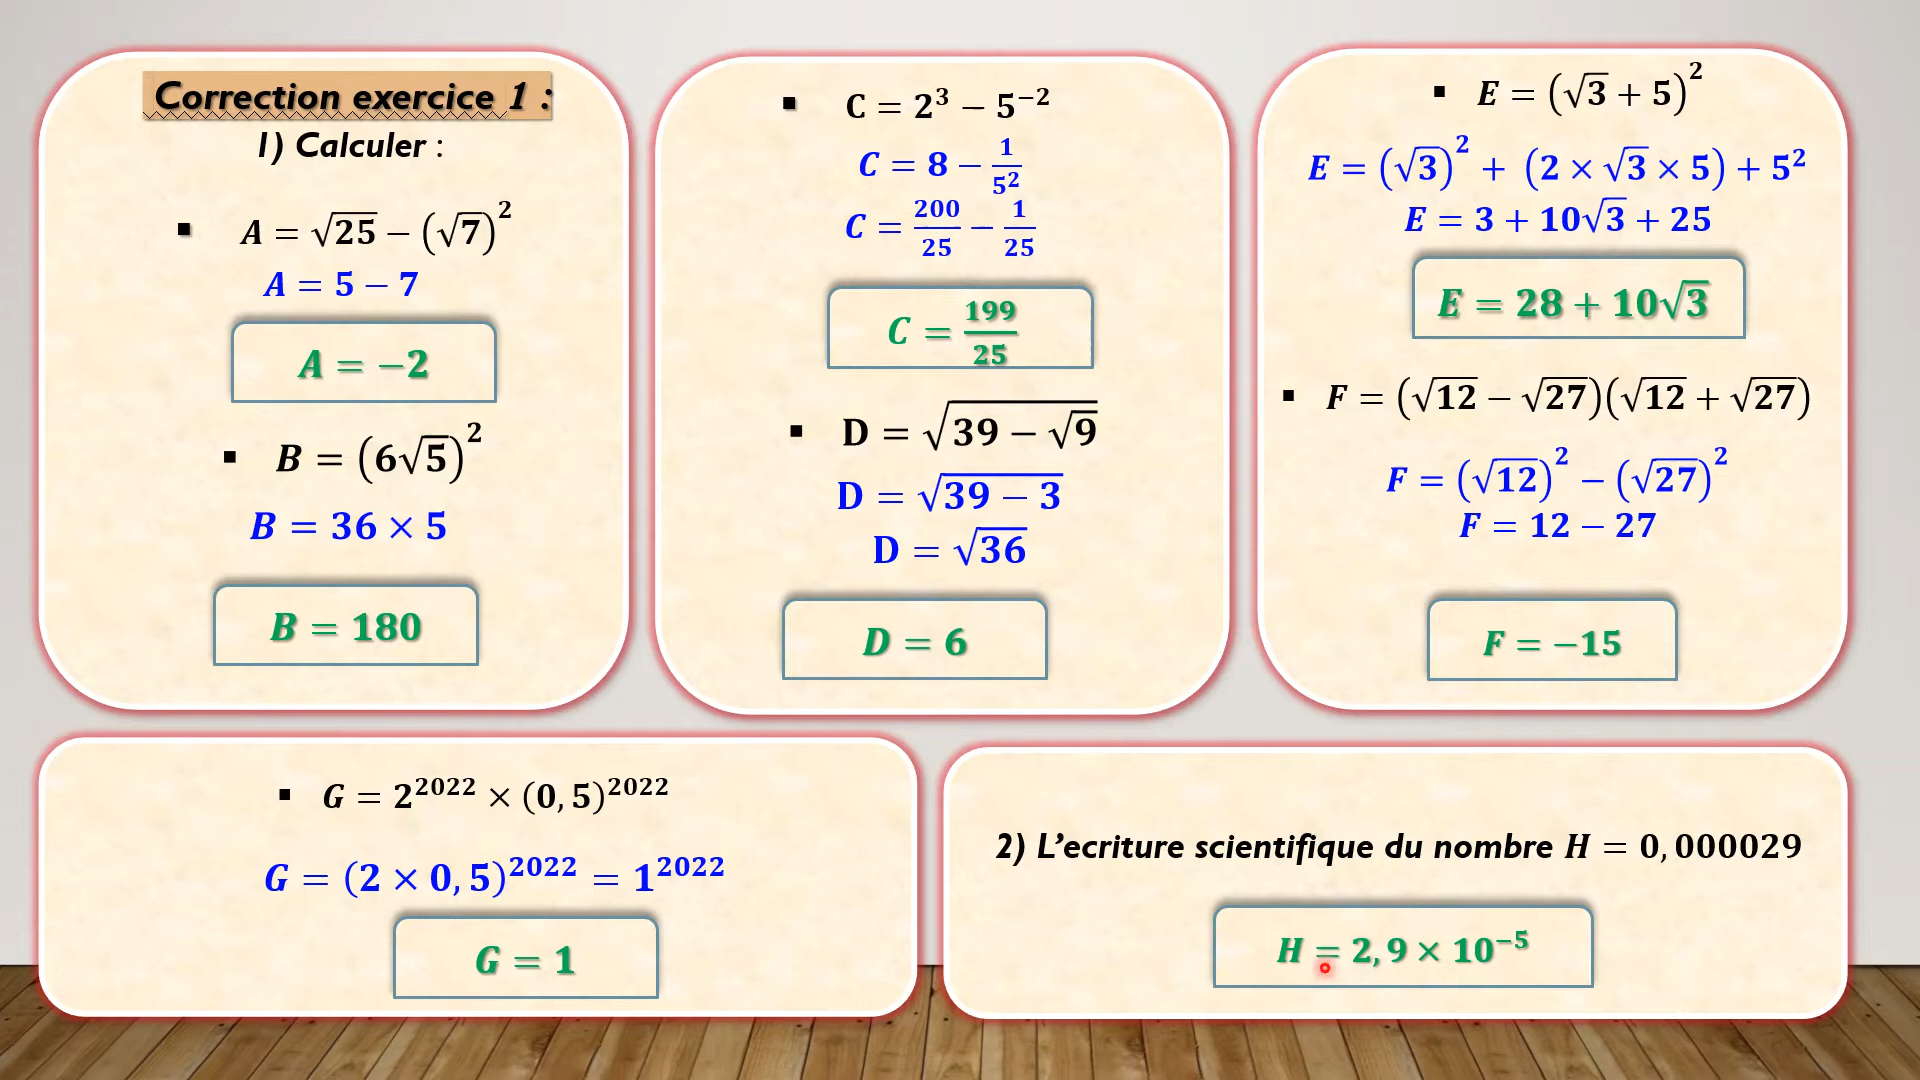 Correction exercice 1 :
1) Calculer :
▪ A = √25 − (√7)²
A = 5 − 7
A = −2
▪ B = (6√5)²
B = 36 × 5
B = 180
▪ C = 2³ − 5⁻²
C = 8 − 1/5²
C = 200/25 − 1/25
C = 199/25
▪ D = √(39 − √9)
D = √(39 − 3)
D = √36
D = 6
▪ E = (√3 + 5)²
E = (√3)² + (2 × √3 × 5) + 5²
E = 3 + 10√3 + 25
E = 28 + 10√3
▪ F = (√12 − √27)(√12 + √27)
F = (√12)² − (√27)²
F = 12 − 27
F = −15
▪ G = 2²⁰²² × (0,5)²⁰²²
G = (2 × 0,5)²⁰²² = 1²⁰²²
G = 1
2) L’ecriture scientifique du nombre H = 0,000029
H = 2,9 × 10⁻⁵